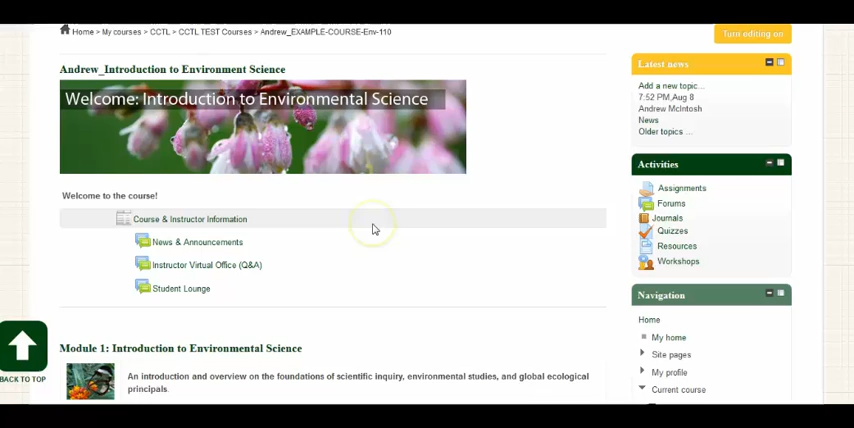 Home > My courses > CCTL > CCTL TEST Courses > Andrew_EXAMPLE-COURSE-Env-110
Turn editing on
Andrew_Introduction to Environment Science
Welcome: Introduction to Environmental Science
Welcome to the course!
Course & Instructor Information
News & Announcements
Instructor Virtual Office (Q&A)
Student Lounge
Module 1: Introduction to Environmental Science
An introduction and overview on the foundations of scientific inquiry, environmental studies, and global ecological
principals.
BACK TO TOP
Latest news
Add a new topic...
7:52 PM,Aug 8
Andrew McIntosh
News
Older topics ...
Activities
Assignments
Forums
Journals
Quizzes
Resources
Workshops
Navigation
Home
My home
Site pages
My profile
Current course